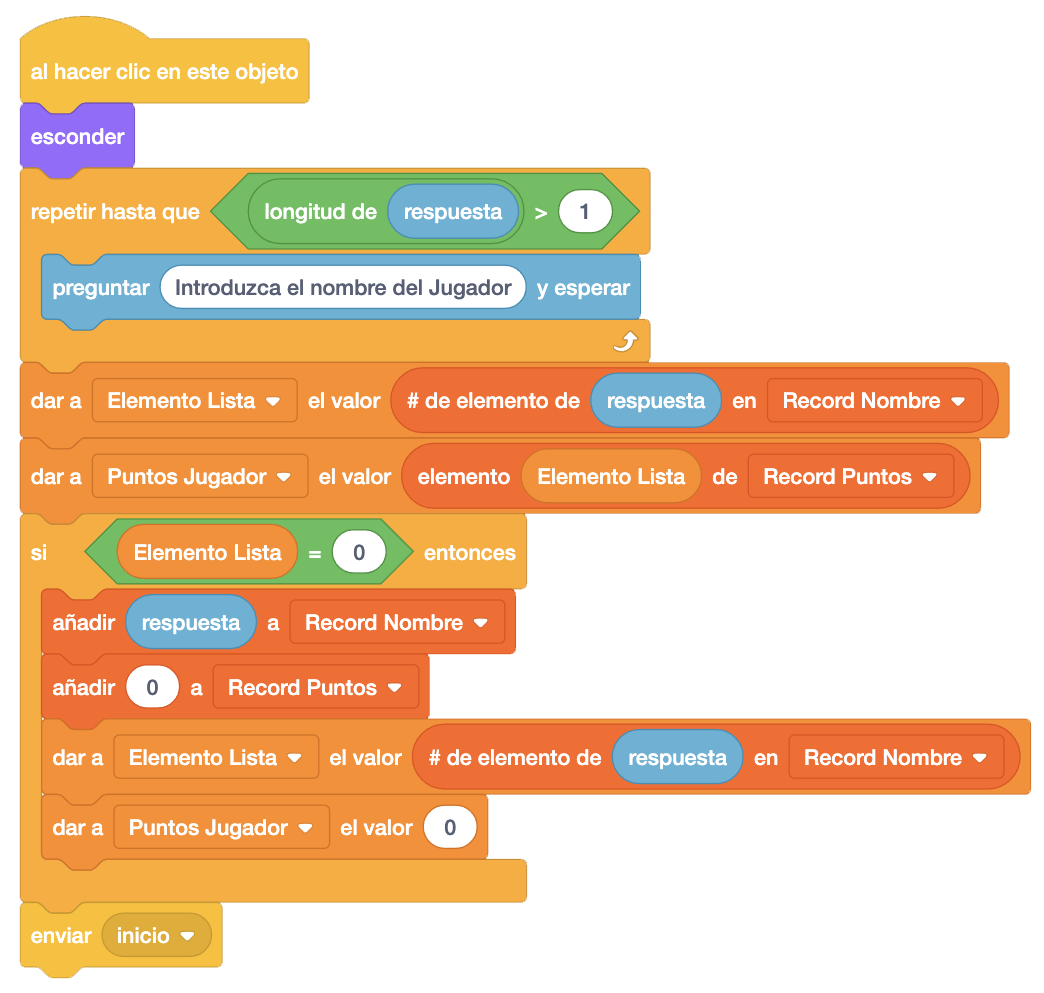 al hacer clic en este objeto
esconder
repetir hasta que longitud de respuesta > 1
preguntar Introduzca el nombre del Jugador y esperar
dar a Elemento Lista el valor # de elemento de respuesta en Record Nombre
dar a Puntos Jugador el valor elemento Elemento Lista de Record Puntos
si Elemento Lista = 0 entonces
añadir respuesta a Record Nombre
añadir 0 a Record Puntos
dar a Elemento Lista el valor # de elemento de respuesta en Record Nombre
dar a Puntos Jugador el valor 0
enviar inicio